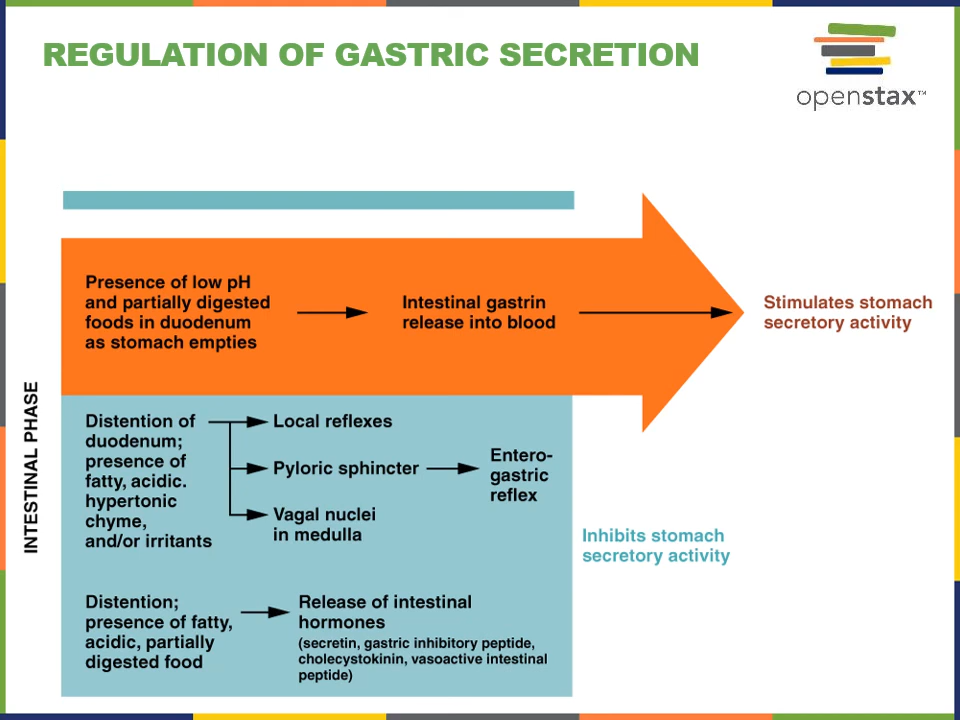 REGULATION OF GASTRIC SECRETION
openstax™
Presence of low pH
and partially digested
foods in duodenum
as stomach empties
Intestinal gastrin
release into blood
Stimulates stomach
secretory activity
INTESTINAL PHASE
Distention of
duodenum;
presence of
fatty, acidic.
hypertonic
chyme,
and/or irritants
Local reflexes
Pyloric sphincter
Vagal nuclei
in medulla
Entero-
gastric
reflex
Inhibits stomach
secretory activity
Distention;
presence of fatty,
acidic, partially
digested food
Release of intestinal
hormones
(secretin, gastric inhibitory peptide,
cholecystokinin, vasoactive intestinal
peptide)